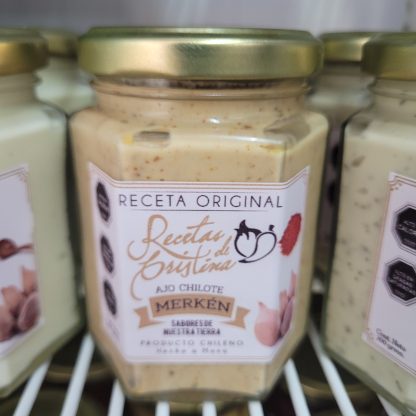 RECETA ORIGINAL
Recetas
de
Cristina
AJO CHILOTE
MERKÉN
SABORES DE
NUESTRA TIERRA
PRODUCTO CHILENO
Hecho a Mano